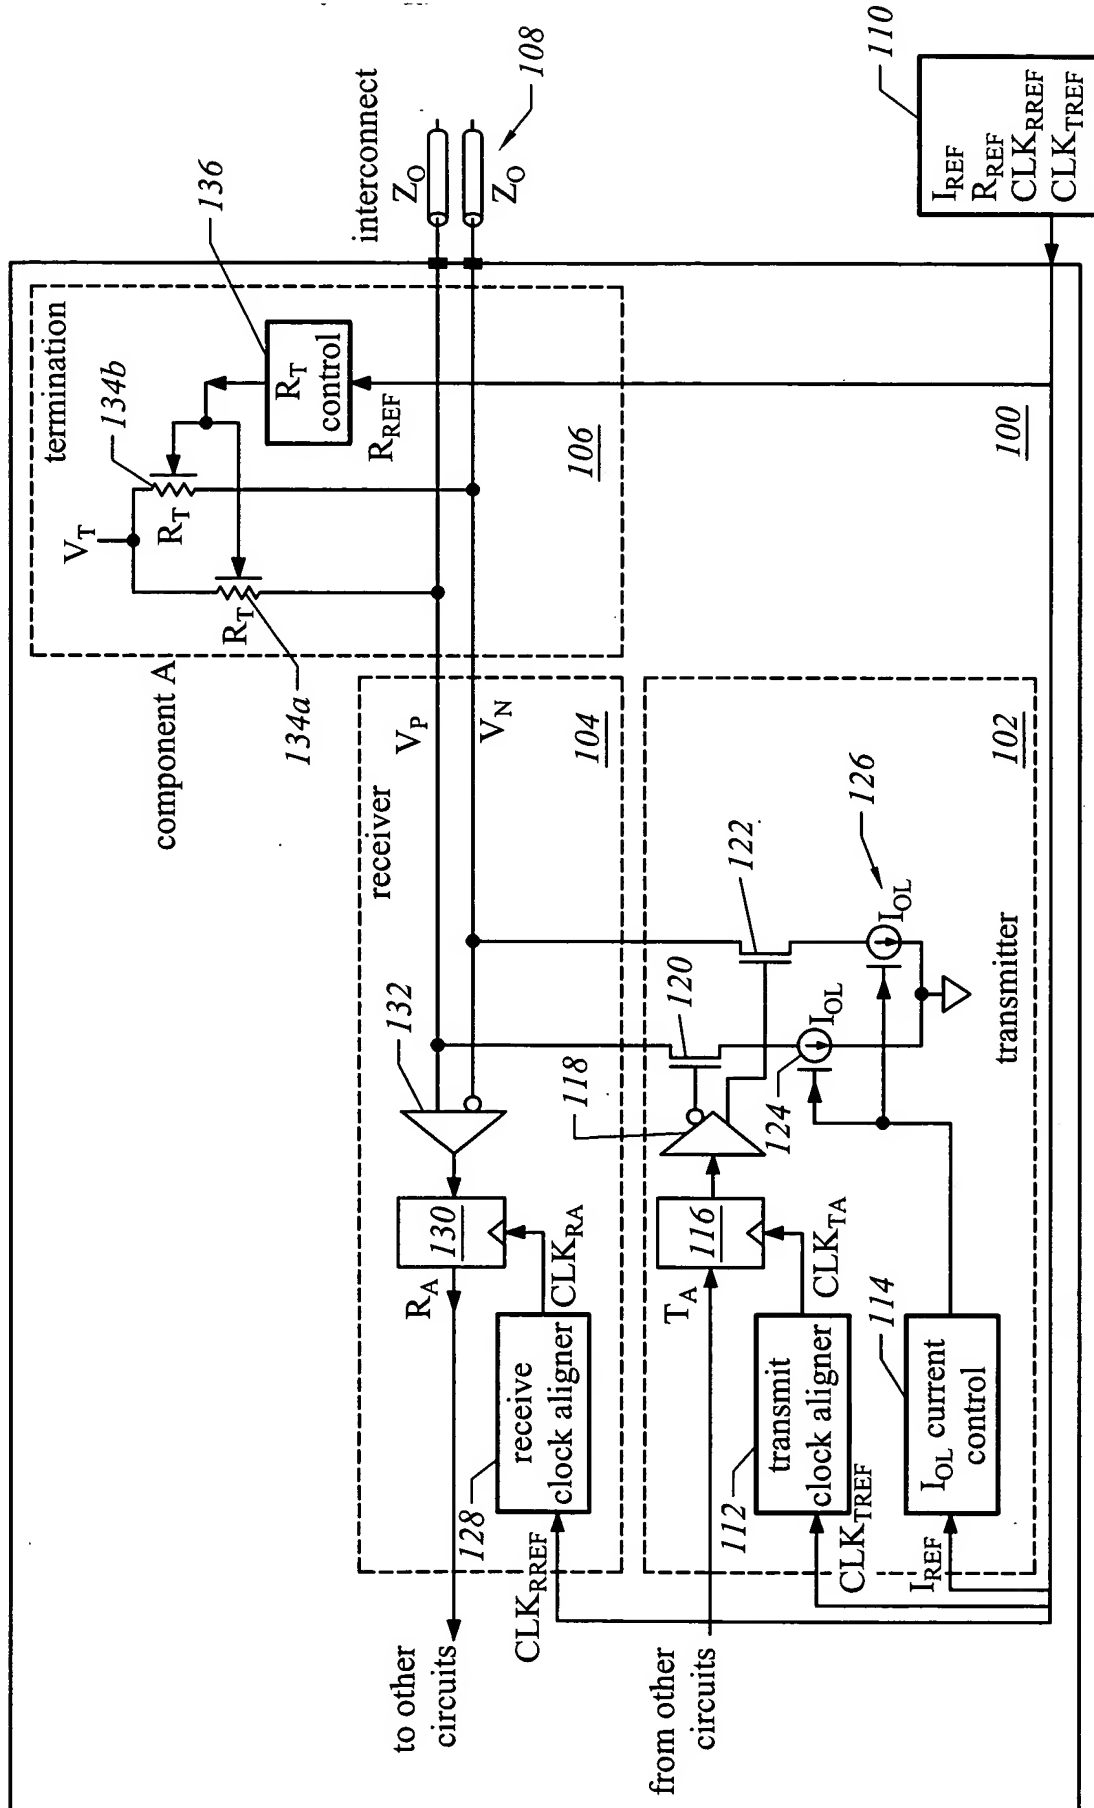 component A
termination
V_T
R_T
R_T
134a
134b
R_T
control
136
R_REF
106
interconnect
Z_O
Z_O
108
receiver
V_P
V_N
104
132
130
R_A
CLK_RA
receive
clock aligner
128
CLK_RREF
to other
circuits
100
118
120
122
116
T_A
CLK_TA
transmit
clock aligner
112
CLK_TREF
from other
circuits
124
I_OL
I_OL
126
102
transmitter
114
I_OL current
control
I_REF
110
I_REF
R_REF
CLK_RREF
CLK_TREF